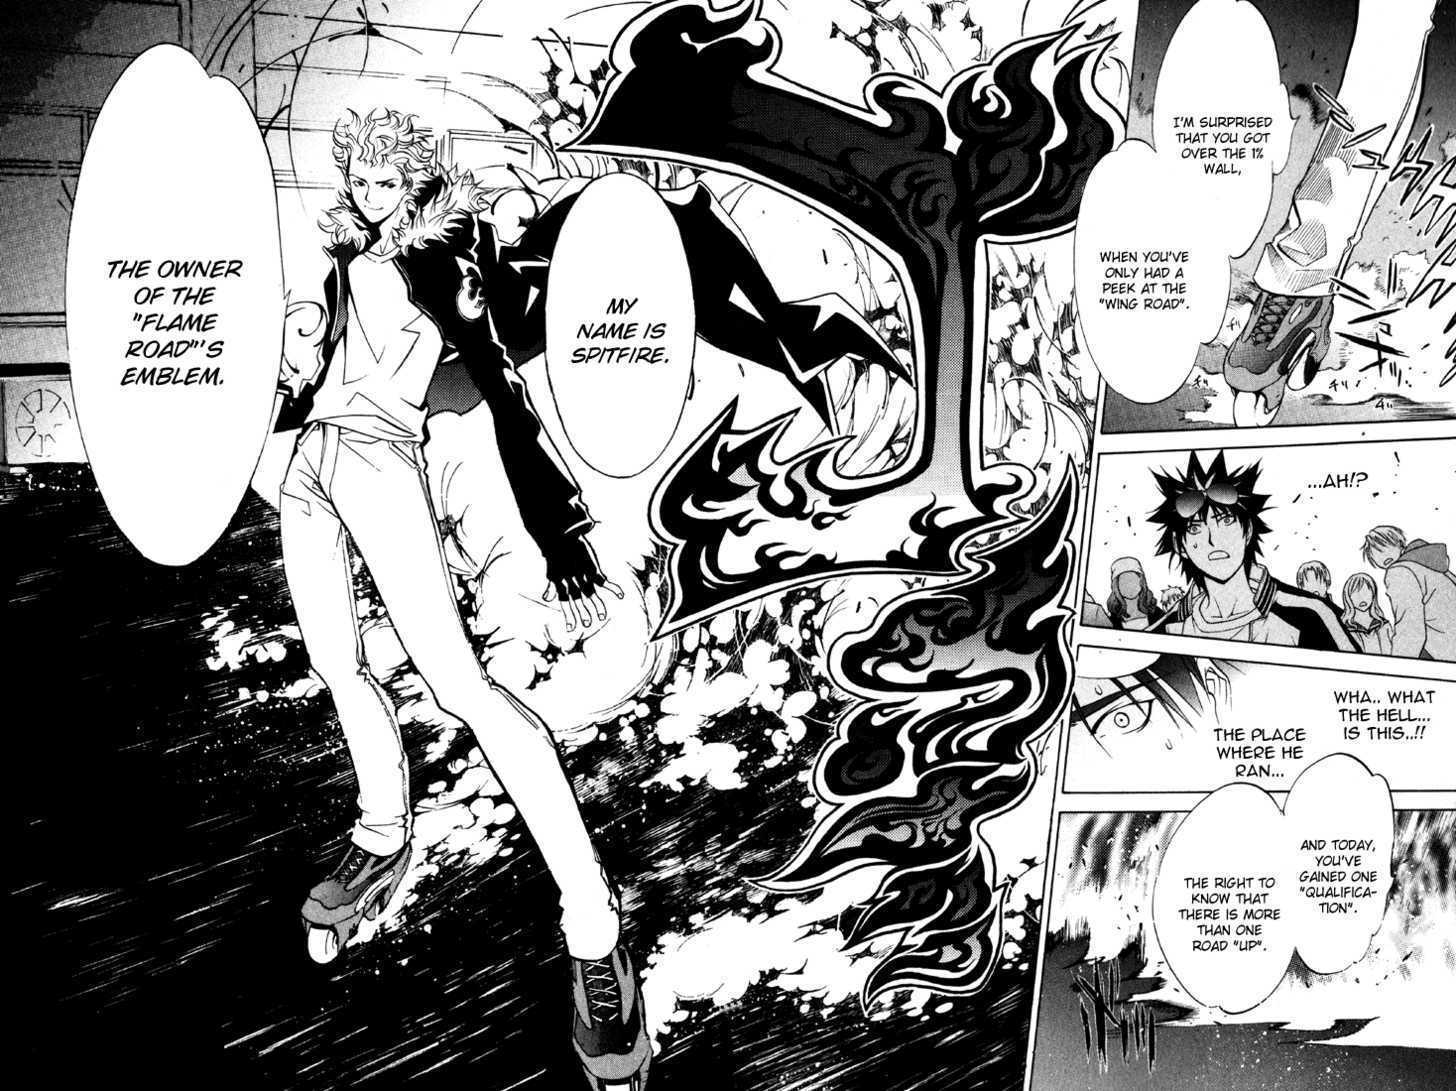 I'M SURPRISED
THAT YOU GOT
OVER THE 1%
WALL,
WHEN YOU'VE
ONLY HAD A
PEEK AT THE
"WING ROAD".
...AH!?
WHA.. WHAT
THE HELL...
IS THIS..!!
THE PLACE
WHERE HE
RAN...
AND TODAY,
YOU'VE
GAINED ONE
"QUALIFICA-
TION".
THE RIGHT TO
KNOW THAT
THERE IS MORE
THAN ONE
ROAD "UP".
MY
NAME IS
SPITFIRE.
THE OWNER
OF THE
"FLAME
ROAD"'S
EMBLEM.